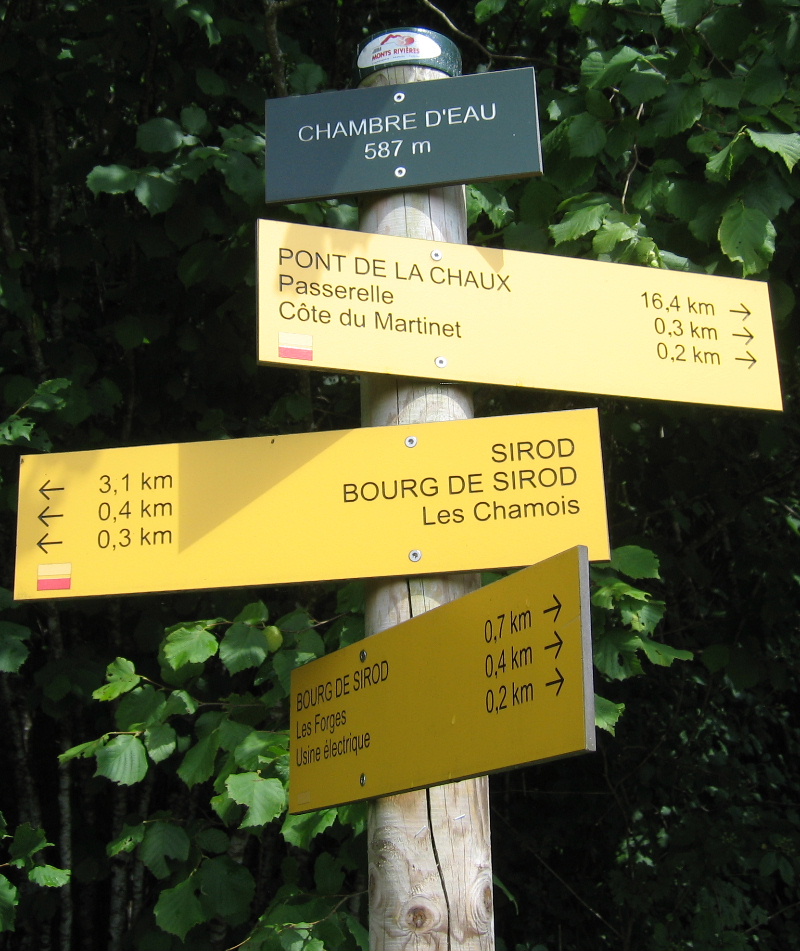 MONTS RIVIÈRES
CHAMBRE D'EAU
587 m
PONT DE LA CHAUX 16,4 km →
Passerelle 0,3 km →
Côte du Martinet 0,2 km →
← 3,1 km SIROD
← 0,4 km BOURG DE SIROD
← 0,3 km Les Chamois
BOURG DE SIROD 0,7 km →
Les Forges 0,4 km →
Usine électrique 0,2 km →